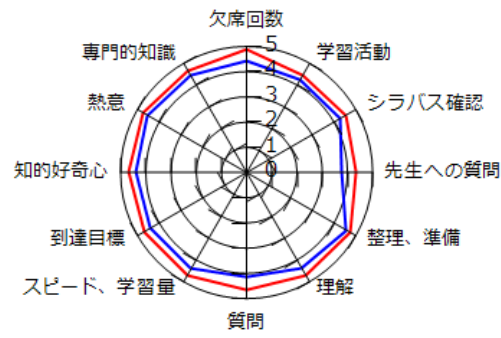 欠席回数
専門的知識
5
学習活動
4
熱意
3
シラバス確認
2
1
知的好奇心
0
先生への質問
到達目標
整理、準備
スピード、学習量
理解
質問